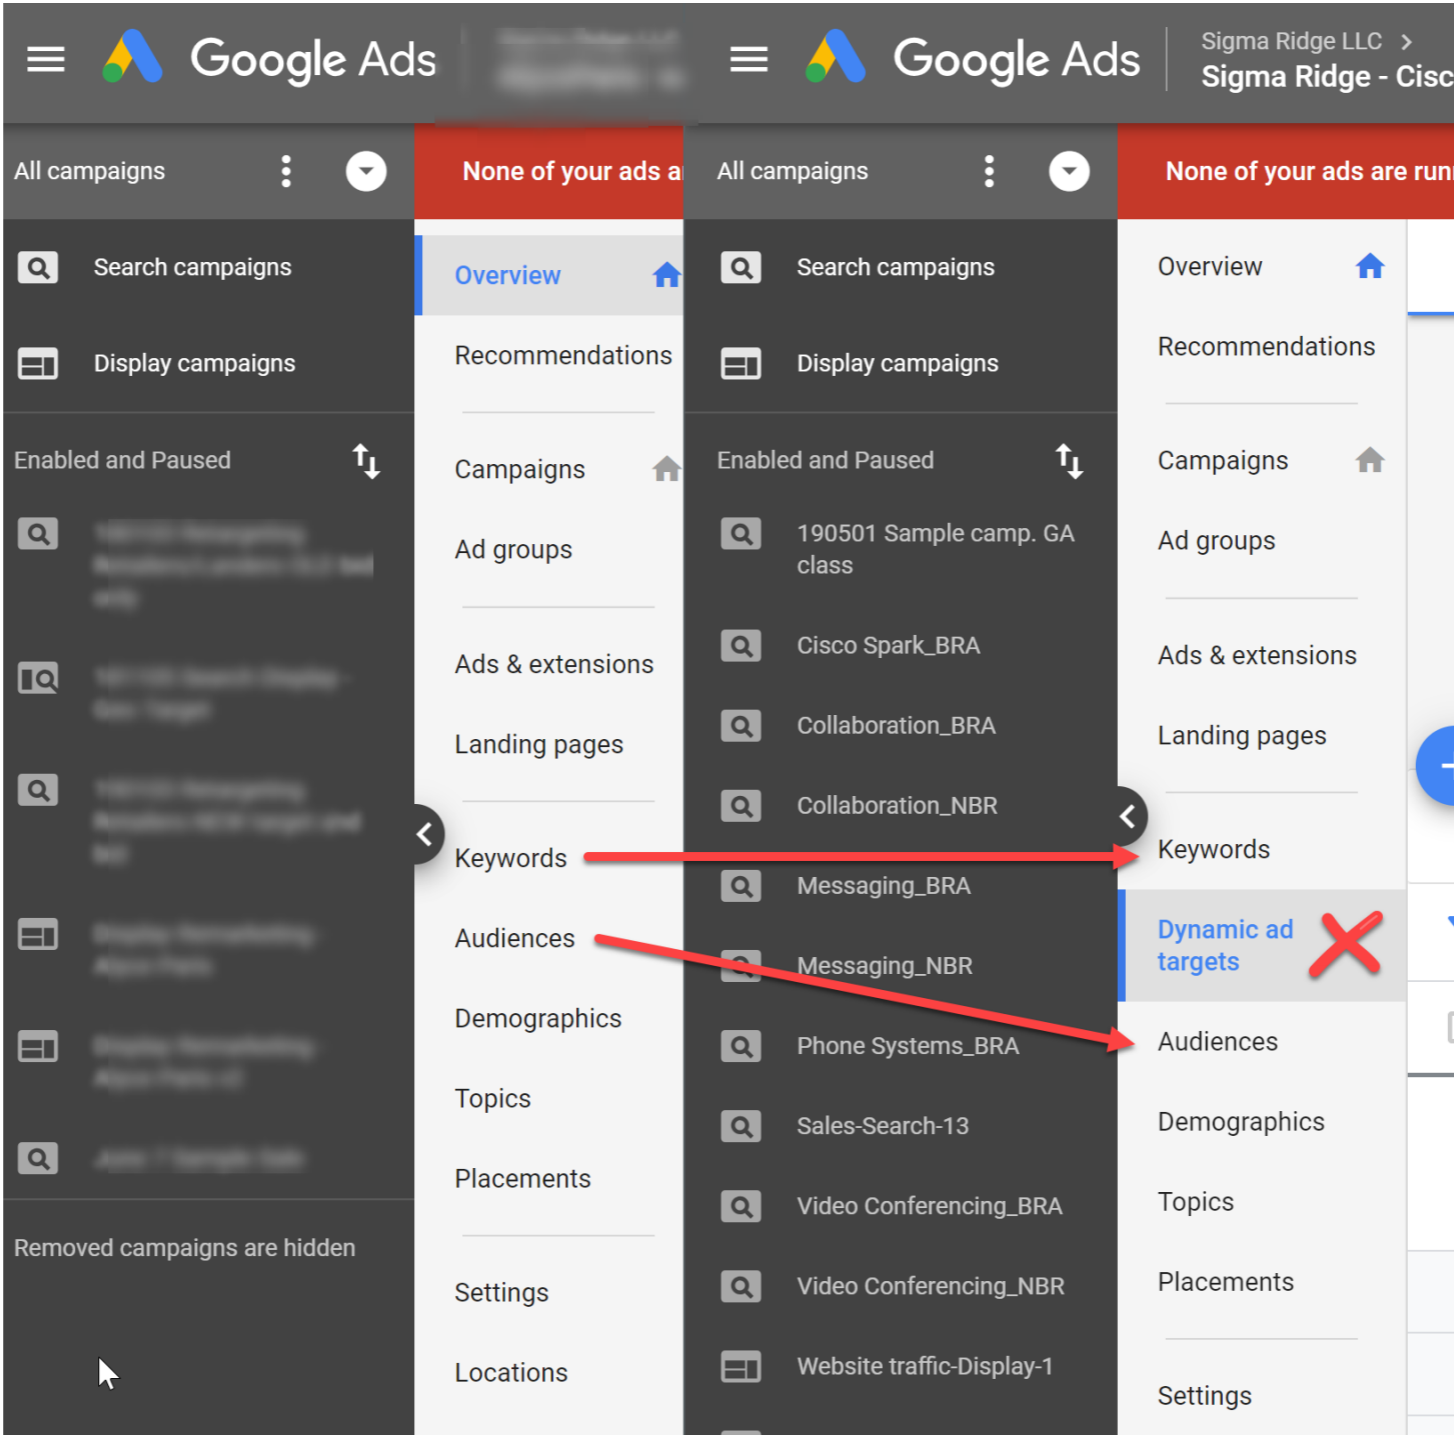 Google Ads
All campaigns
Search campaigns
Display campaigns
Enabled and Paused
Removed campaigns are hidden
None of your ads a
Overview
Recommendations
Campaigns
Ad groups
Ads & extensions
Landing pages
Keywords
Audiences
Demographics
Topics
Placements
Settings
Locations
Google Ads
Sigma Ridge LLC >
Sigma Ridge - Cisc
All campaigns
Search campaigns
Display campaigns
Enabled and Paused
190501 Sample camp. GA
class
Cisco Spark_BRA
Collaboration_BRA
Collaboration_NBR
Messaging_BRA
Messaging_NBR
Phone Systems_BRA
Sales-Search-13
Video Conferencing_BRA
Video Conferencing_NBR
Website traffic-Display-1
None of your ads are run
Overview
Recommendations
Campaigns
Ad groups
Ads & extensions
Landing pages
Keywords
Dynamic ad
targets
Audiences
Demographics
Topics
Placements
Settings